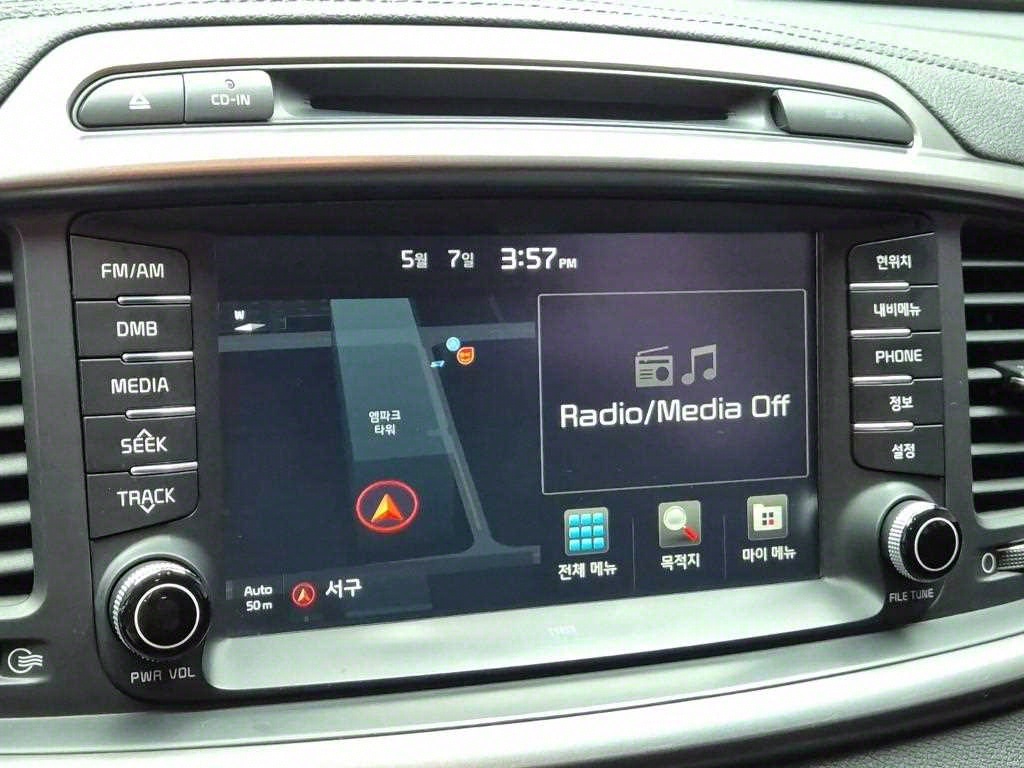 CD-IN
FM/AM
DMB
MEDIA
SEEK
TRACK
PWR VOL
5월 7일 3:57 PM
W
엠파크
타워
Auto
50m
서구
Radio/Media Off
전체 메뉴
목적지
마이 메뉴
현위치
내비메뉴
PHONE
정보
설정
FILE TUNE
0